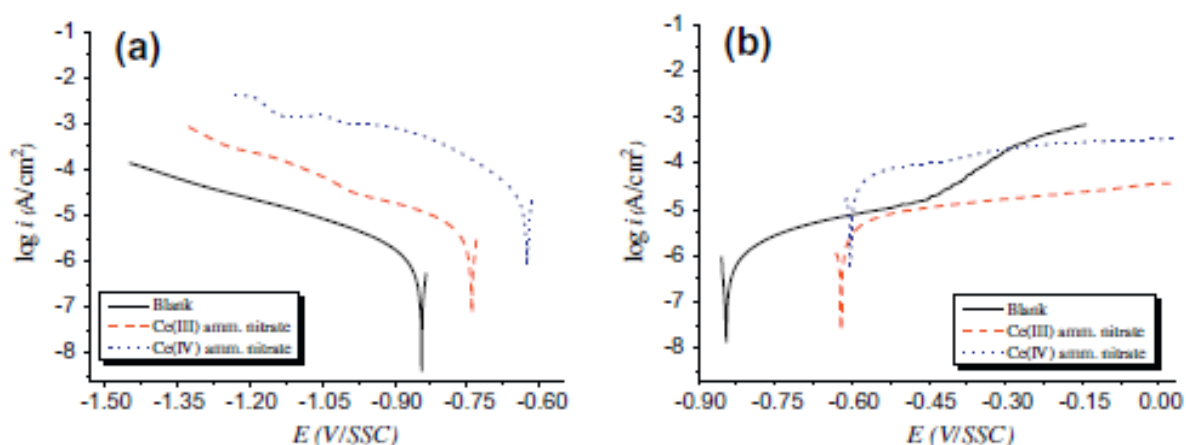 (a)
log i (A/cm²)
-1
-2
-3
-4
-5
-6
-7
-8
Blank
Ce(III) amm. nitrate
Ce(IV) amm. nitrate
-1.50 -1.35 -1.20 -1.05 -0.90 -0.75 -0.60
E (V/SSC)
(b)
log i (A/cm²)
-1
-2
-3
-4
-5
-6
-7
-8
Blank
Ce(III) amm. nitrate
Ce(IV) amm. nitrate
-0.90 -0.75 -0.60 -0.45 -0.30 -0.15 0.00
E (V/SSC)